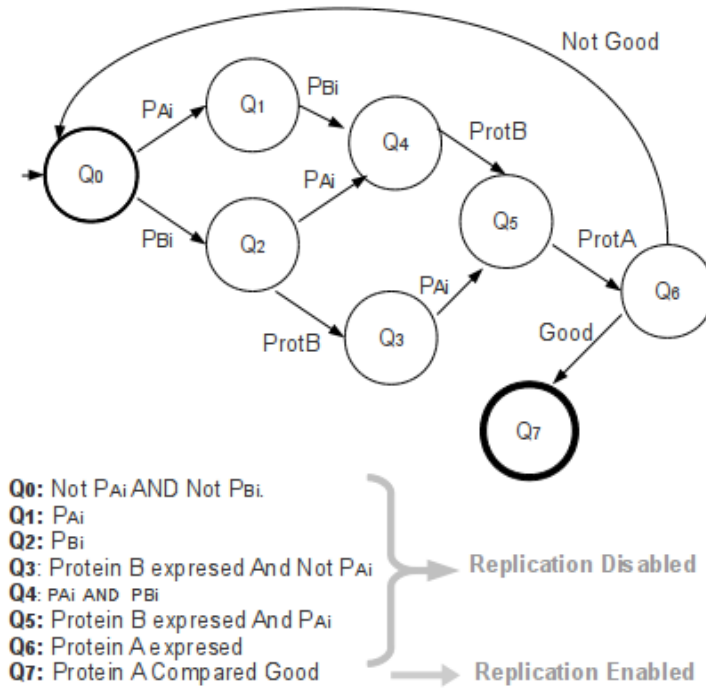 Not Good
PAi
Q1
PBi
Q4
ProtB
Q0
PAi
PBi
Q2
Q5
ProtA
Q6
ProtB
Q3
PAi
Good
Q7
Q0: Not PAi AND Not PBi.
Q1: PAi
Q2: PBi
Q3: Protein B expresed And Not PAi
Q4: PAi AND PBi
Q5: Protein B expresed And PAi
Q6: Protein A expresed
Q7: Protein A Compared Good
Replication Disabled
Replication Enabled